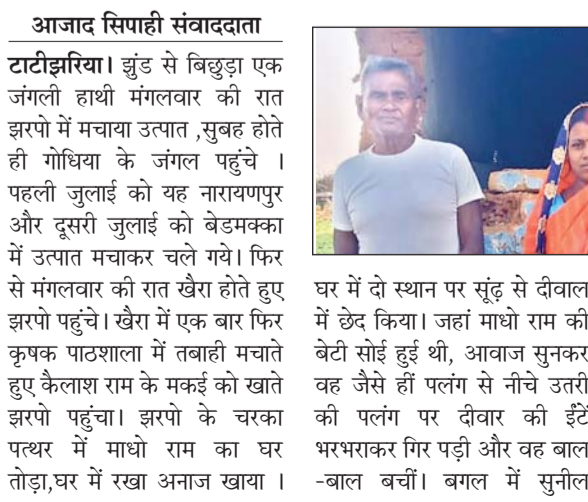 आजाद सिपाही संवाददाता
टाटीझरिया। झुंड से बिछुड़ा एक
जंगली हाथी मंगलवार की रात
झरपो में मचाया उत्पात ,सुबह होते
ही गोधिया के जंगल पहुंचे ।
पहली जुलाई को यह नारायणपुर
और दूसरी जुलाई को बेडमक्का
में उत्पात मचाकर चले गये। फिर
से मंगलवार की रात खैरा होते हुए
झरपो पहुंचे। खैरा में एक बार फिर
कृषक पाठशाला में तबाही मचाते
हुए कैलाश राम के मकई को खाते
झरपो पहुंचा। झरपो के चरका
पत्थर में माधो राम का घर
तोड़ा,घर में रखा अनाज खाया ।
घर में दो स्थान पर सूंढ़ से दीवाल
में छेद किया। जहां माधो राम की
बेटी सोई हुई थी, आवाज सुनकर
वह जैसे हीं पलंग से नीचे उतरी
की पलंग पर दीवार की ईंटें
भरभराकर गिर पड़ी और वह बाल
-बाल बचीं। बगल में सुनील